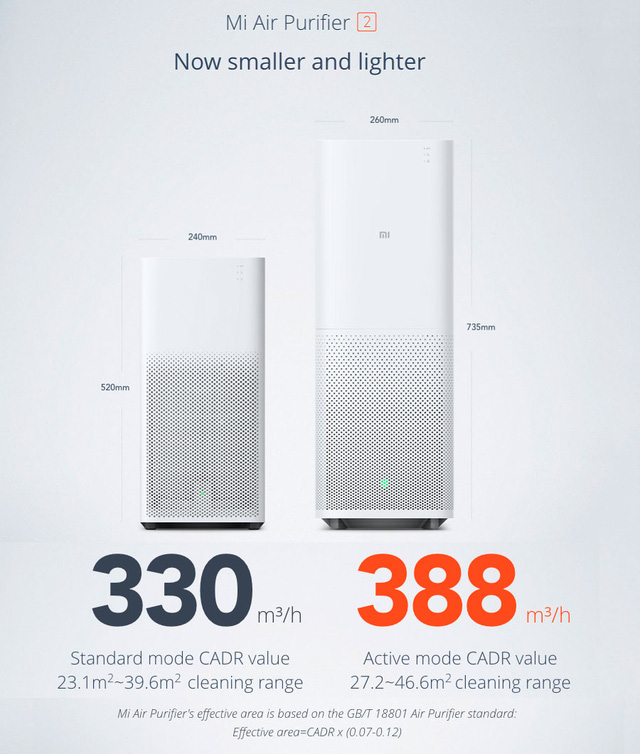 Mi Air Purifier 2
Now smaller and lighter
260mm
240mm
mi
735mm
520mm
330 m³/h
388 m³/h
Standard mode CADR value
23.1m²~39.6m² cleaning range
Active mode CADR value
27.2~46.6m² cleaning range
Mi Air Purifier's effective area is based on the GB/T 18801 Air Purifier standard:
Effective area=CADR x (0.07-0.12)